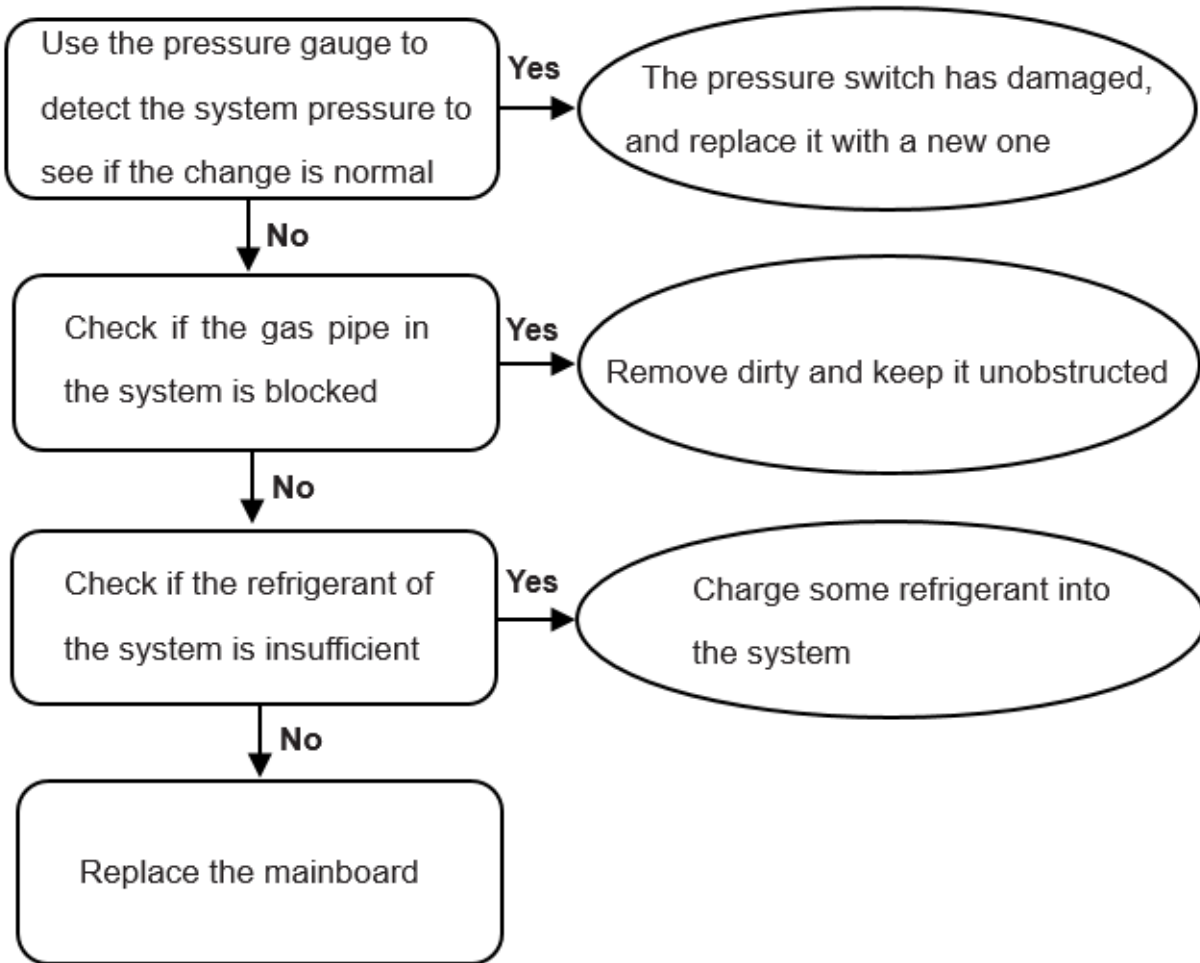 Use the pressure gauge to
detect the system pressure to
see if the change is normal
Yes
The pressure switch has damaged,
and replace it with a new one
No
Check if the gas pipe in
the system is blocked
Yes
Remove dirty and keep it unobstructed
No
Check if the refrigerant of
the system is insufficient
Yes
Charge some refrigerant into
the system
No
Replace the mainboard